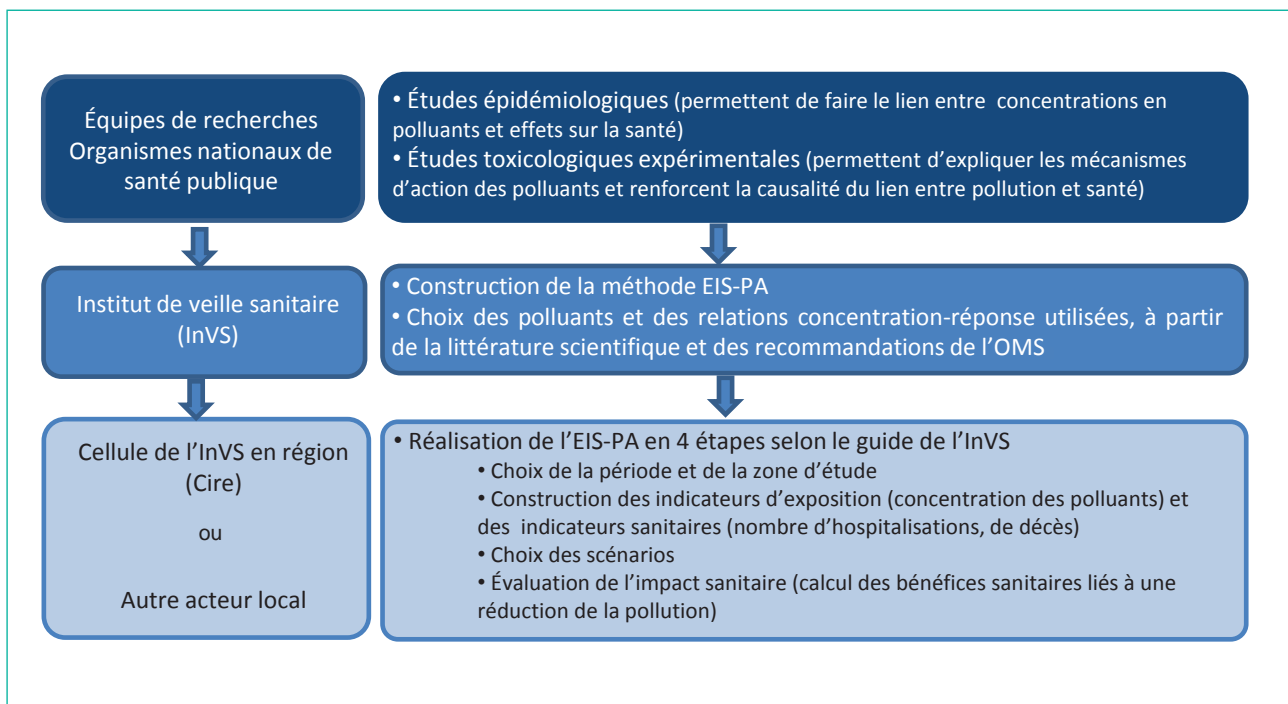 Équipes de recherches
Organismes nationaux de
santé publique
• Études épidémiologiques (permettent de faire le lien entre concentrations en
polluants et effets sur la santé)
• Études toxicologiques expérimentales (permettent d'expliquer les mécanismes
d'action des polluants et renforcent la causalité du lien entre pollution et santé)
Institut de veille sanitaire
(InVS)
• Construction de la méthode EIS-PA
• Choix des polluants et des relations concentration-réponse utilisées, à partir
de la littérature scientifique et des recommandations de l'OMS
Cellule de l'InVS en région
(Cire)
ou
Autre acteur local
• Réalisation de l'EIS-PA en 4 étapes selon le guide de l'InVS
• Choix de la période et de la zone d'étude
• Construction des indicateurs d'exposition (concentration des polluants) et
des indicateurs sanitaires (nombre d'hospitalisations, de décès)
• Choix des scénarios
• Évaluation de l'impact sanitaire (calcul des bénéfices sanitaires liés à une
réduction de la pollution)